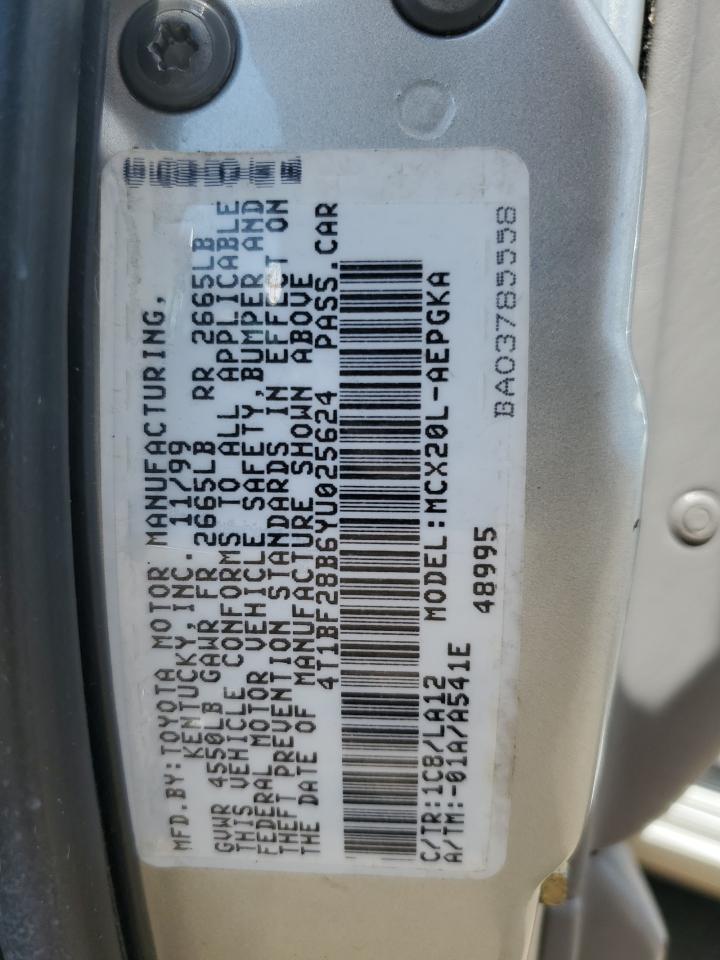 MFD.BY:TOYOTA MOTOR MANUFACTURING,
KENTUCKY,INC. 11/99
GVWR 4550LB GAWR FR 2665LB RR 2665LB
THIS VEHICLE CONFORMS TO ALL APPLICABLE
FEDERAL MOTOR VEHICLE SAFETY,BUMPER AND
THEFT PREVENTION STANDARDS IN EFFECT ON
THE DATE OF MANUFACTURE SHOWN ABOVE
4T1BF28B6YU025624 PASS.CAR
C/TR:1C8/LA12 MODEL:MCX20L-AEPGKA
A/TM:-01A/A541E 48995
BA03785558